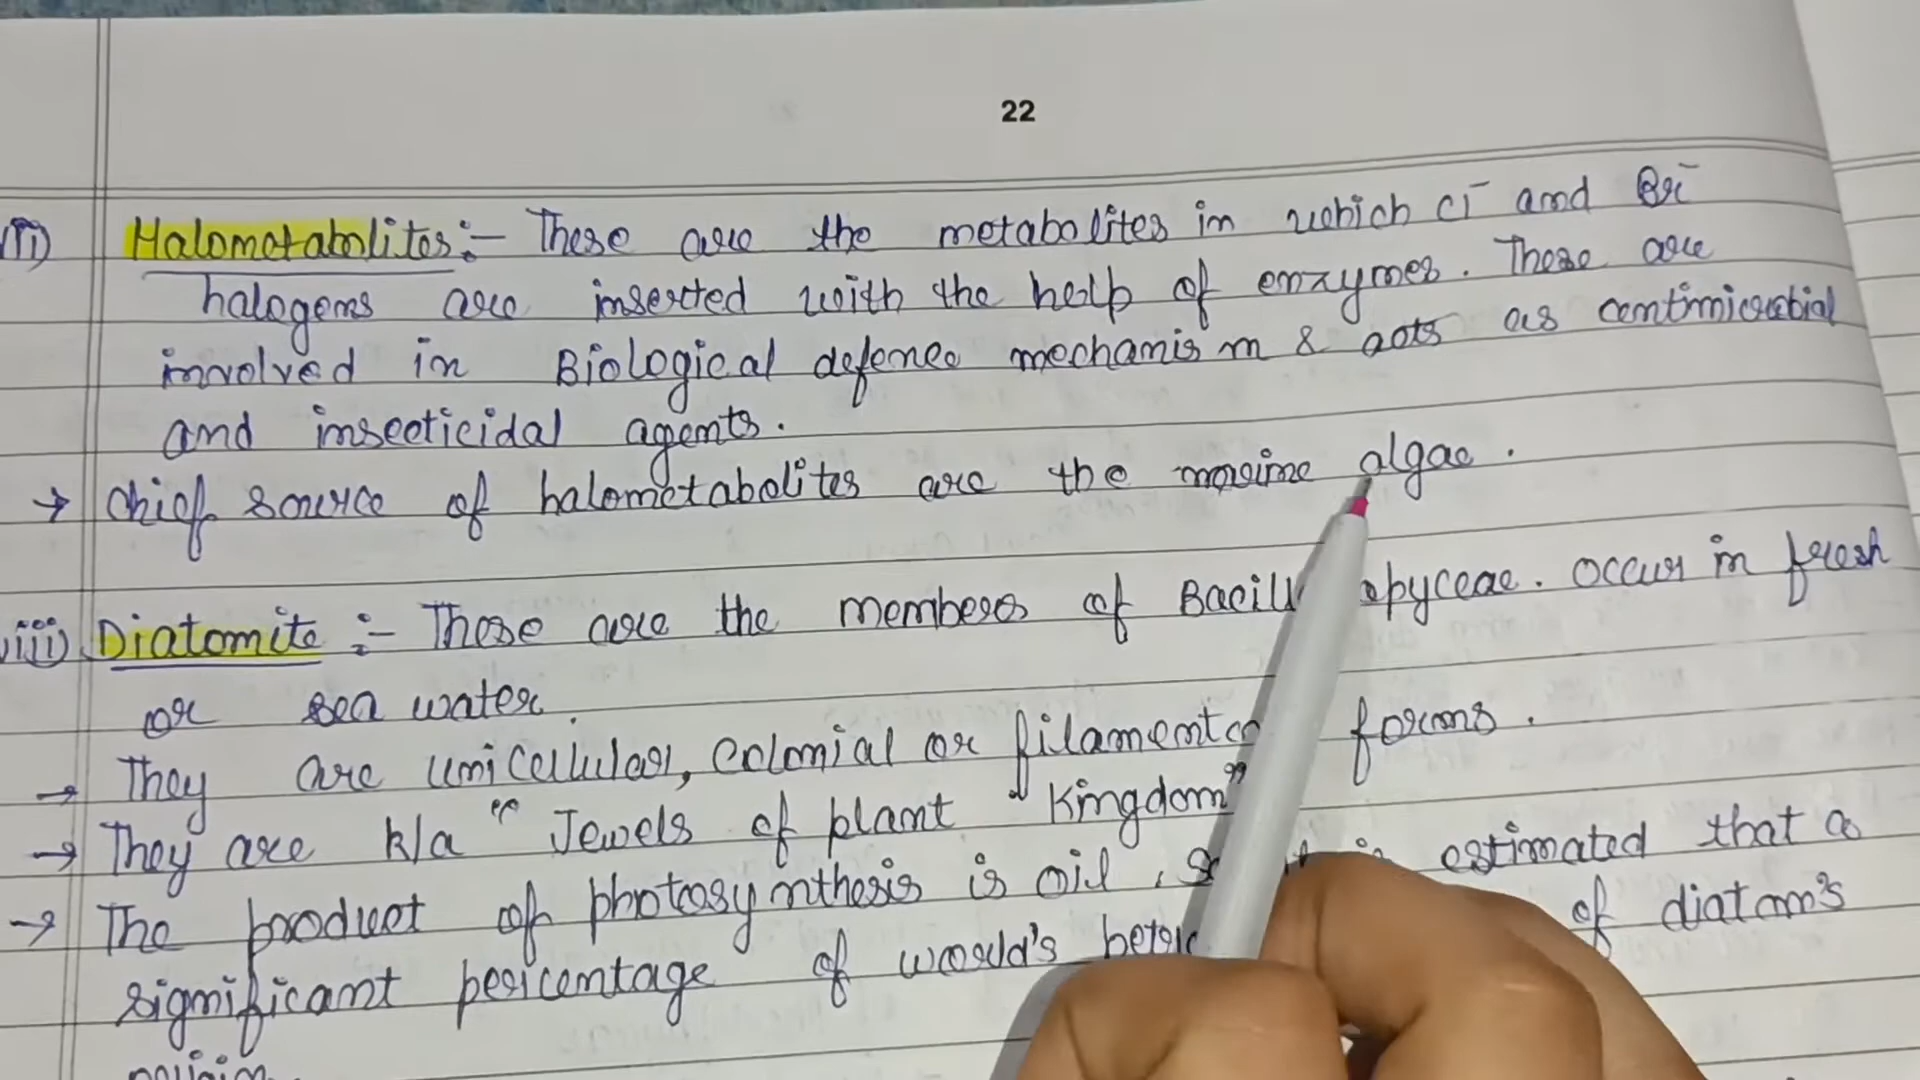 22
ii) Halometabolites :- These are the metabolites in which Cl⁻ and Br⁻
halogens are inserted with the help of enzymes. These are
involved in Biological defence mechanism & acts as antimicrobial
and insecticidal agents.
→ Chief source of halometabolites are the marine algae.
iii) Diatomite :- These are the members of Bacill opyceae. Occur in fresh
or sea water.
→ They are unicellular, colonial or filamento forms.
→ They are k/a " Jewels of plant Kingdom"
→ The product of photosynthesis is oil, estimated that a
significant percentage of world's of diatom's